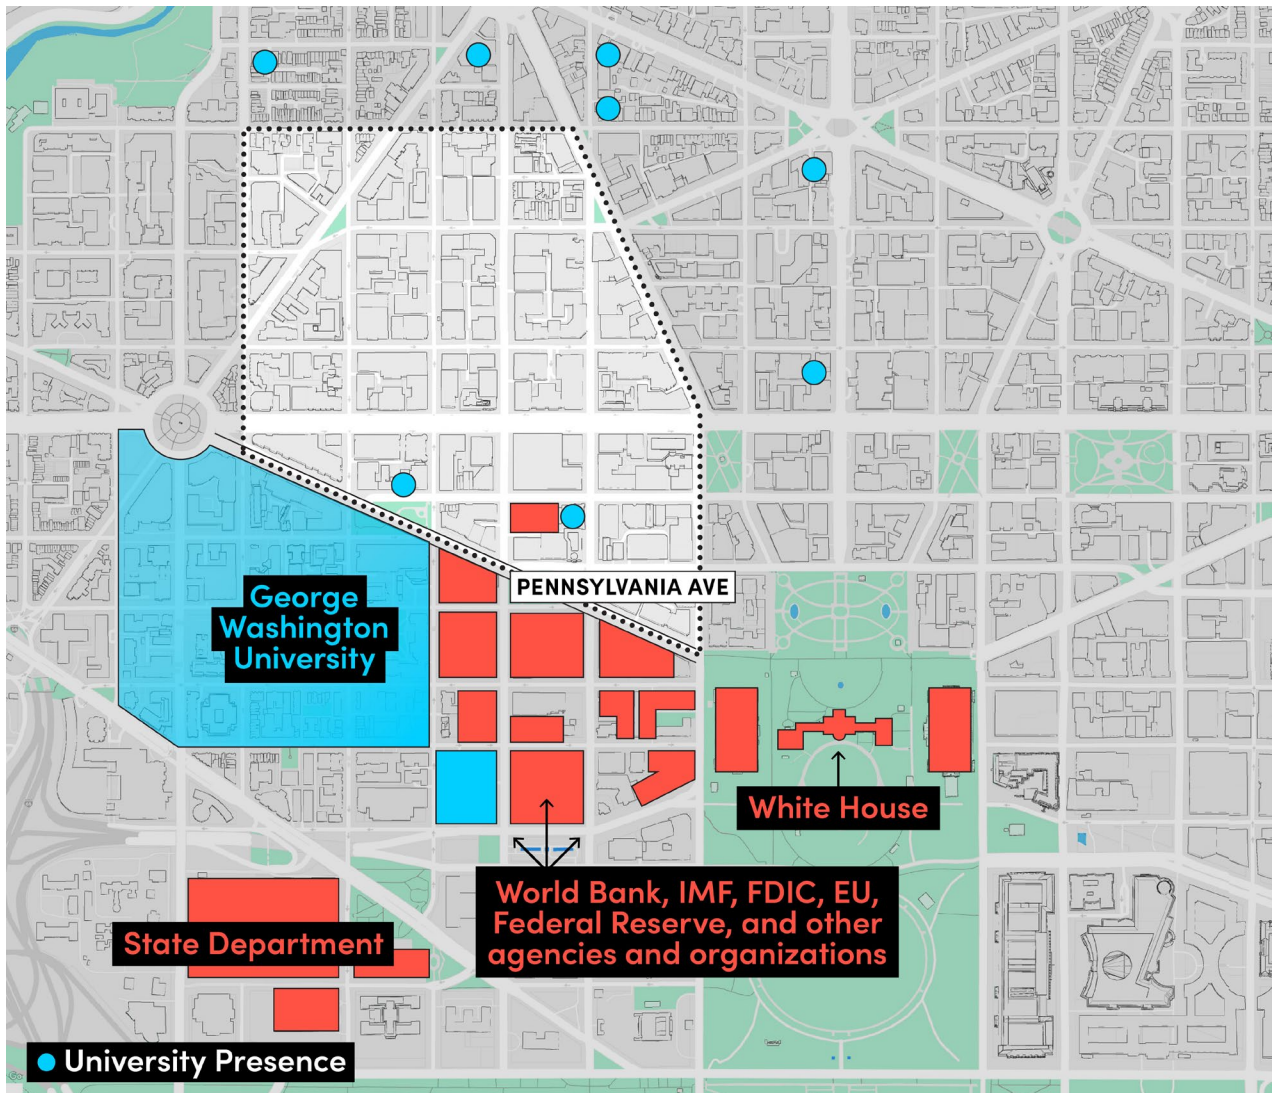 PENNSYLVANIA AVE
George
Washington
University
White House
World Bank, IMF, FDIC, EU,
Federal Reserve, and other
agencies and organizations
State Department
University Presence